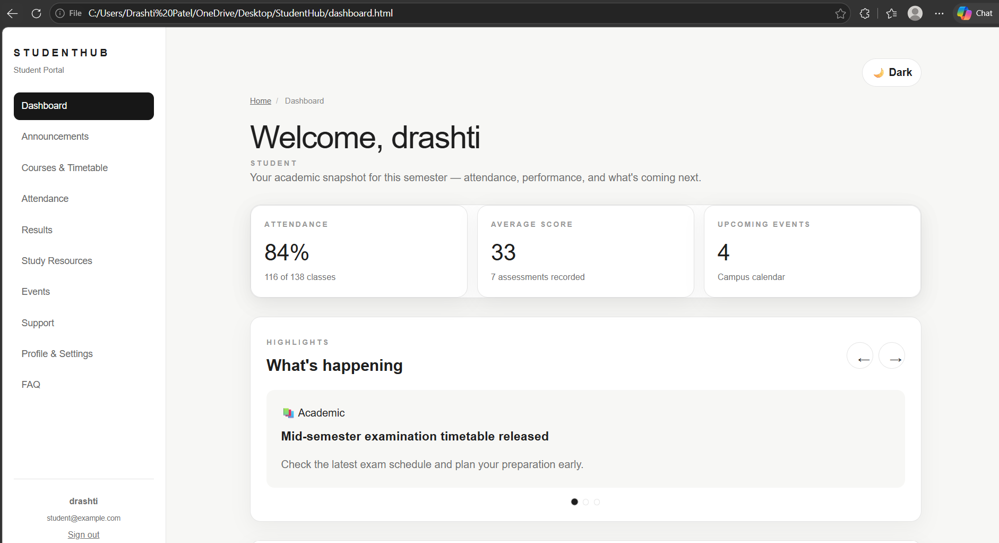 File C:/Users/Drashti%20Patel/OneDrive/Desktop/StudentHub/dashboard.html
Chat
STUDENTHUB
Student Portal
Dashboard
Announcements
Courses & Timetable
Attendance
Results
Study Resources
Events
Support
Profile & Settings
FAQ
drashti
student@example.com
Sign out
🌙 Dark
Home / Dashboard
Welcome, drashti
STUDENT
Your academic snapshot for this semester — attendance, performance, and what's coming next.
ATTENDANCE
84%
116 of 138 classes
AVERAGE SCORE
33
7 assessments recorded
UPCOMING EVENTS
4
Campus calendar
HIGHLIGHTS
What's happening
← →
Academic
Mid-semester examination timetable released
Check the latest exam schedule and plan your preparation early.